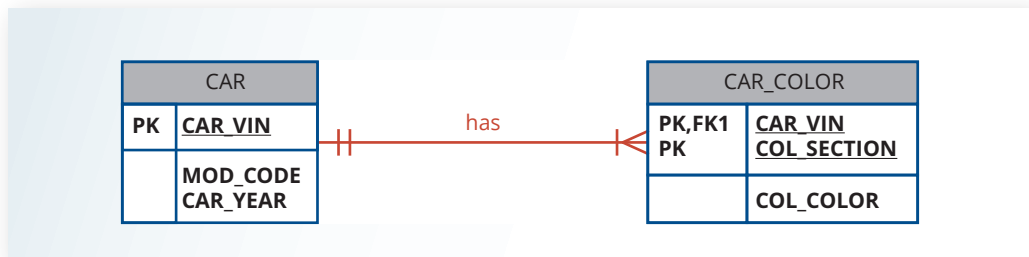 CAR
PK CAR_VIN
MOD_CODE
CAR_YEAR
has
CAR_COLOR
PK,FK1 CAR_VIN
PK COL_SECTION
COL_COLOR